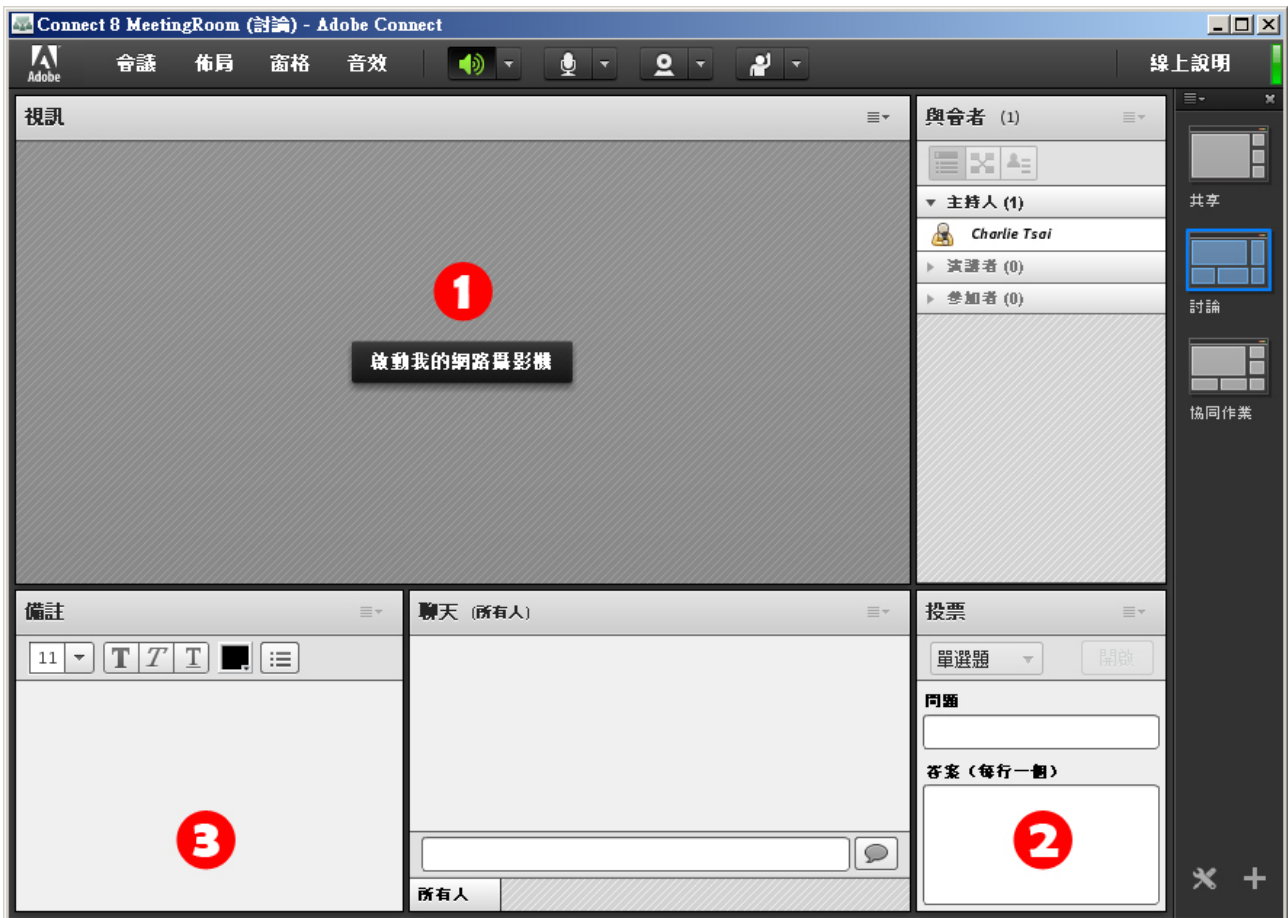 Connect 8 MeetingRoom (討論) - Adobe Connect
Adobe 會議 佈局 窗格 音效 線上說明
視訊
1
啟動我的網路攝影機
與會者 (1)
主持人 (1)
Charlie Tsai
演講者 (0)
參加者 (0)
共享
討論
協同作業
備註
11 T T T
3
聊天 (所有人)
所有人
投票
單選題 開啟
問題
答案（每行一個）
2